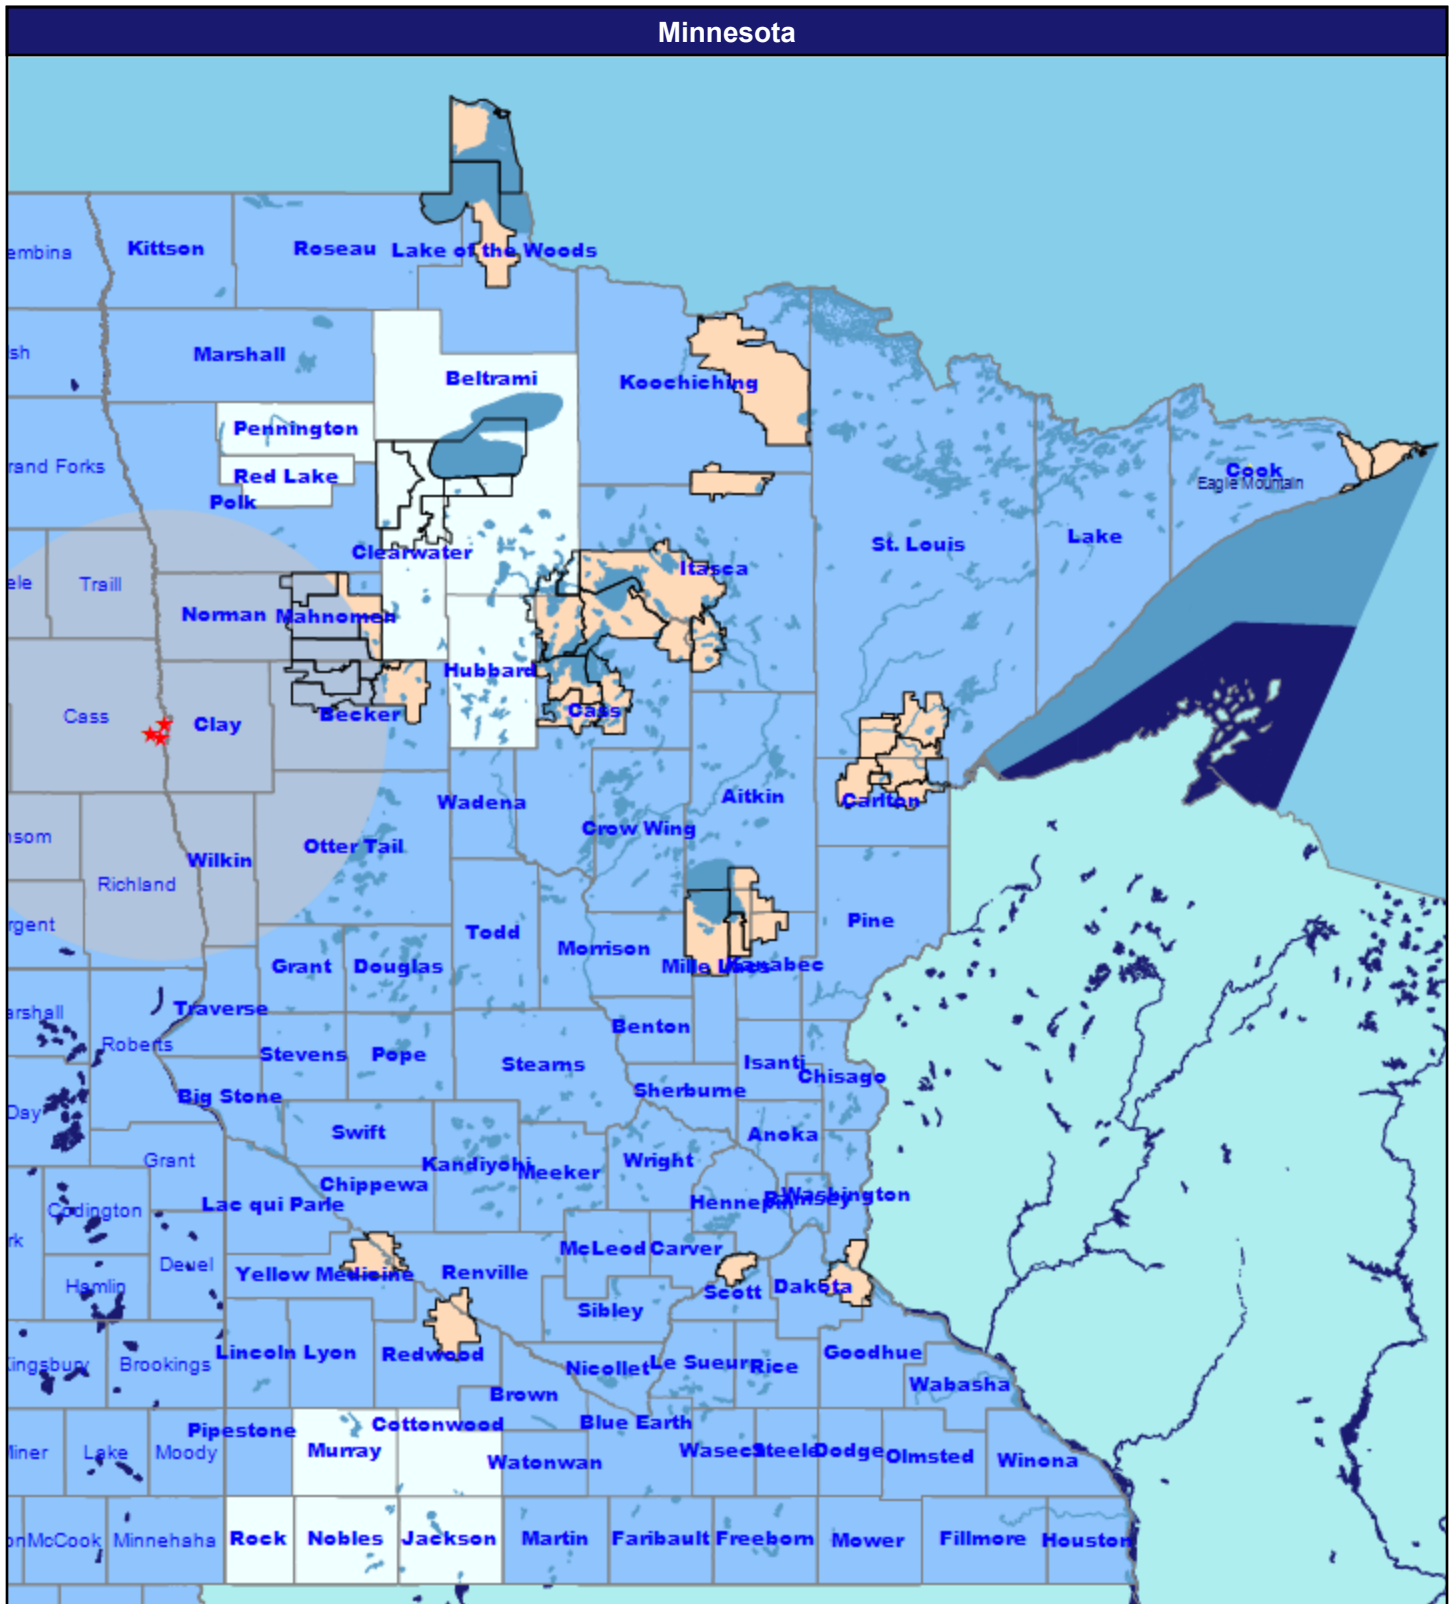 Minnesota
embina
Kittson
Roseau
Lake of the Woods
sh
Marshall
Beltrami
Koochiching
Pennington
rand Forks
Red Lake
Cook
Eagle Mountain
Polk
Clearwater
St. Louis
Lake
Itasca
ele
Traill
Norman
Mahnomen
Hubbard
Cass
Clay
Becker
Cass
Wadena
Aitkin
Carlton
Crow Wing
nsom
Otter Tail
Wilkin
Richland
rgent
Todd
Morrison
Pine
Grant
Douglas
Mille Lacs
Kanabec
arshall
Traverse
Roberts
Benton
Stevens
Pope
Stearns
Isanti
Chisago
Sherburne
Day
Big Stone
Swift
Anoka
Grant
Kandiyohi
Meeker
Wright
Chippewa
Codington
Lac qui Parle
Hennepin
Ramsey
Washington
rk
Deuel
McLeod
Carver
Hamlin
Yellow Medicine
Renville
Scott
Dakota
Sibley
Kingsbury
Brookings
Lincoln
Lyon
Redwood
Nicollet
Le Sueur
Rice
Goodhue
Brown
Wabasha
Pipestone
Cottonwood
Blue Earth
Miner
Lake
Moody
Murray
Watonwan
Waseca
Steele
Dodge
Olmsted
Winona
on
McCook
Minnehaha
Rock
Nobles
Jackson
Martin
Faribault
Freeborn
Mower
Fillmore
Houston